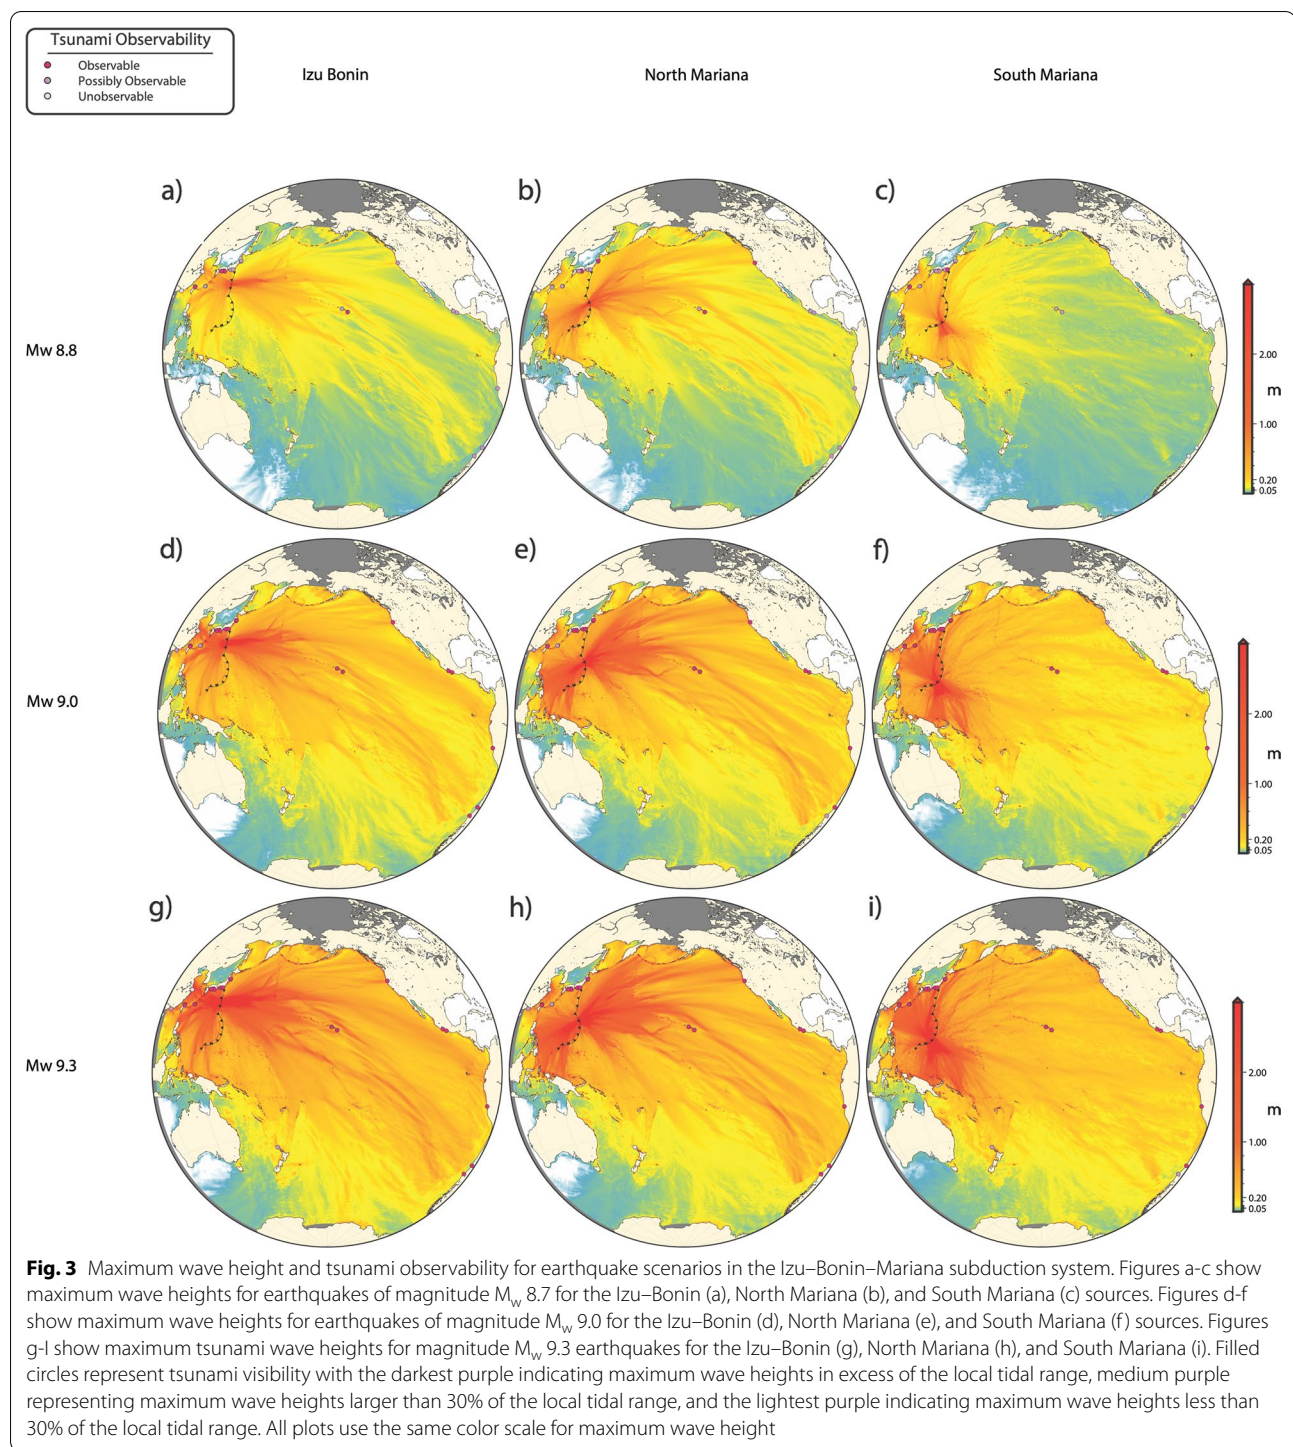 Tsunami Observability
Observable
Possibly Observable
Unobservable
Izu Bonin
North Mariana
South Mariana
a)
b)
c)
Mw 8.8
2.00
m
1.00
0.20
0.05
d)
e)
f)
Mw 9.0
2.00
m
1.00
0.20
0.05
g)
h)
i)
Mw 9.3
2.00
m
1.00
0.20
0.05
Fig. 3 Maximum wave height and tsunami observability for earthquake scenarios in the Izu–Bonin–Mariana subduction system. Figures a-c show
maximum wave heights for earthquakes of magnitude Mw 8.7 for the Izu–Bonin (a), North Mariana (b), and South Mariana (c) sources. Figures d-f
show maximum wave heights for earthquakes of magnitude Mw 9.0 for the Izu–Bonin (d), North Mariana (e), and South Mariana (f) sources. Figures
g-I show maximum tsunami wave heights for magnitude Mw 9.3 earthquakes for the Izu–Bonin (g), North Mariana (h), and South Mariana (i). Filled
circles represent tsunami visibility with the darkest purple indicating maximum wave heights in excess of the local tidal range, medium purple
representing maximum wave heights larger than 30% of the local tidal range, and the lightest purple indicating maximum wave heights less than
30% of the local tidal range. All plots use the same color scale for maximum wave height